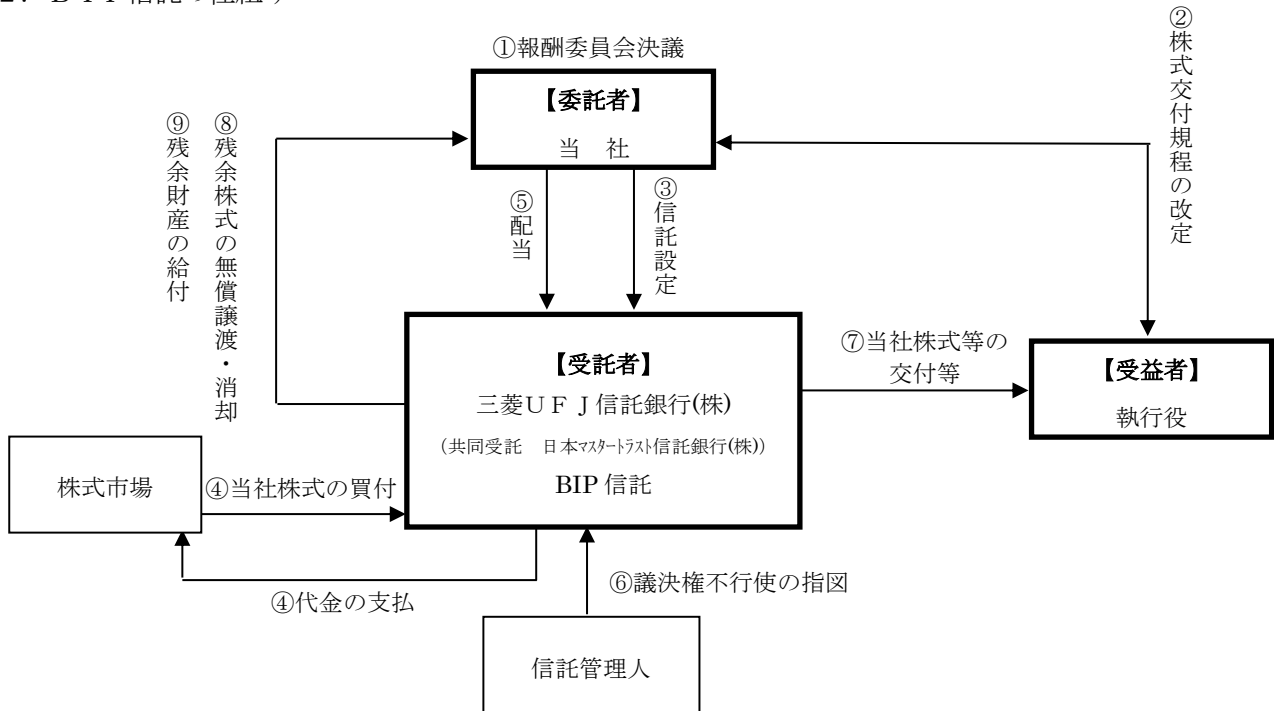 ２．ＢＩＰ信託の仕組み
①報酬委員会決議
【委託者】
当　社
②株式交付規程の改定
⑨残余財産の給付
⑧残余株式の無償譲渡・消却
⑤配当
③信託設定
【受託者】
三菱ＵＦＪ信託銀行(株)
（共同受託　日本ﾏｽﾀｰﾄﾗｽﾄ信託銀行(株)）
BIP 信託
⑦当社株式等の
交付等
【受益者】
執行役
株式市場
④当社株式の買付
④代金の支払
⑥議決権不行使の指図
信託管理人